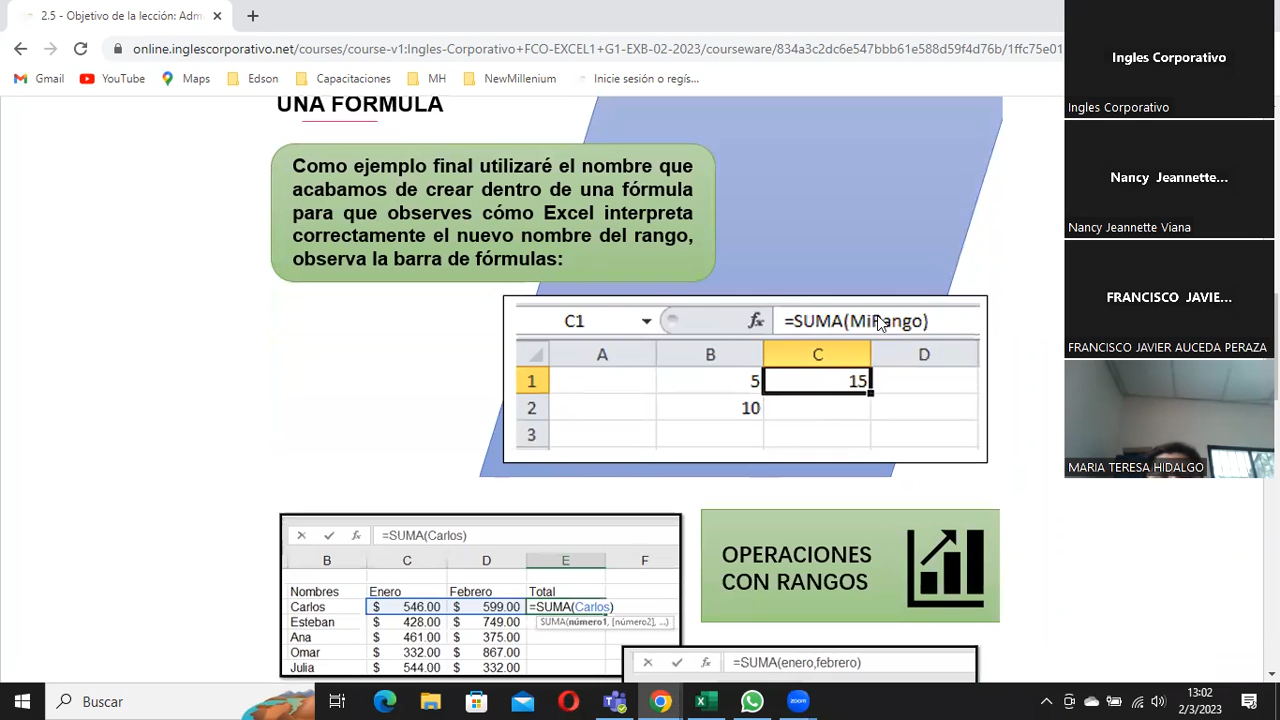 2.5 - Objetivo de la lección: Adm
online.inglescorporativo.net/courses/course-v1:Ingles-Corporativo+FCO-EXCEL1+G1-EXB-02-2023/courseware/834a3c2dc6e547bbb61e588d59f4d76b/1ffc75e01
Gmail YouTube Maps Edson Capacitaciones MH NewMillenium Inicie sesión o regís...
UNA FORMULA
Como ejemplo final utilizaré el nombre que
acabamos de crear dentro de una fórmula
para que observes cómo Excel interpreta
correctamente el nuevo nombre del rango,
observa la barra de fórmulas:
C1 fx =SUMA(MiRango)
A B C D
1 5 15
2 10
3
=SUMA(Carlos)
B C D E F
Nombres Enero Febrero Total
Carlos $ 546.00 $ 599.00 =SUMA(Carlos)
Esteban $ 428.00 $ 749.00 SUMA(número1, [número2], ...)
Ana $ 461.00 $ 375.00
Omar $ 332.00 $ 867.00
Julia $ 544.00 $ 332.00
OPERACIONES
CON RANGOS
fx =SUMA(enero,febrero)
Ingles Corporativo
Ingles Corporativo
Nancy Jeannette...
Nancy Jeannette Viana
FRANCISCO JAVIE...
FRANCISCO JAVIER AUCEDA PERAZA
MARIA TERESA HIDALGO
Buscar
zoom
13:02
2/3/2023